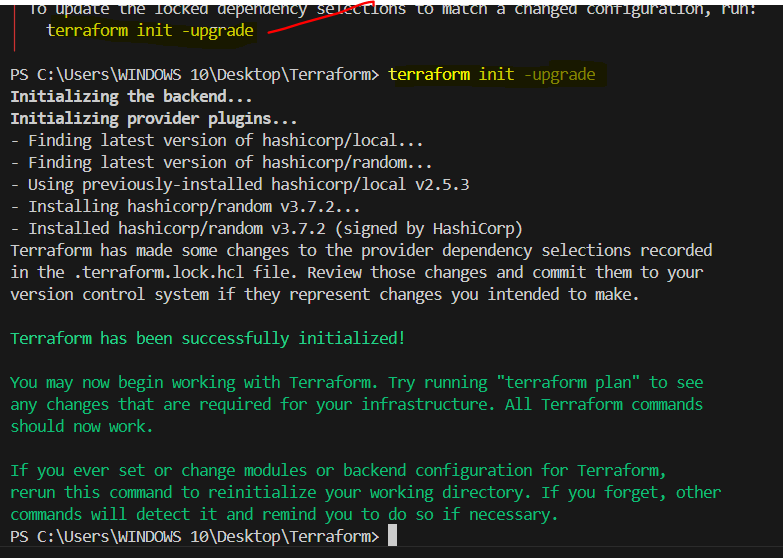 To update the locked dependency selections to match a changed configuration, run:
terraform init -upgrade
PS C:\Users\WINDOWS 10\Desktop\Terraform> terraform init -upgrade
Initializing the backend...
Initializing provider plugins...
- Finding latest version of hashicorp/local...
- Finding latest version of hashicorp/random...
- Using previously-installed hashicorp/local v2.5.3
- Installing hashicorp/random v3.7.2...
- Installed hashicorp/random v3.7.2 (signed by HashiCorp)
Terraform has made some changes to the provider dependency selections recorded
in the .terraform.lock.hcl file. Review those changes and commit them to your
version control system if they represent changes you intended to make.
Terraform has been successfully initialized!
You may now begin working with Terraform. Try running "terraform plan" to see
any changes that are required for your infrastructure. All Terraform commands
should now work.
If you ever set or change modules or backend configuration for Terraform,
rerun this command to reinitialize your working directory. If you forget, other
commands will detect it and remind you to do so if necessary.
PS C:\Users\WINDOWS 10\Desktop\Terraform>